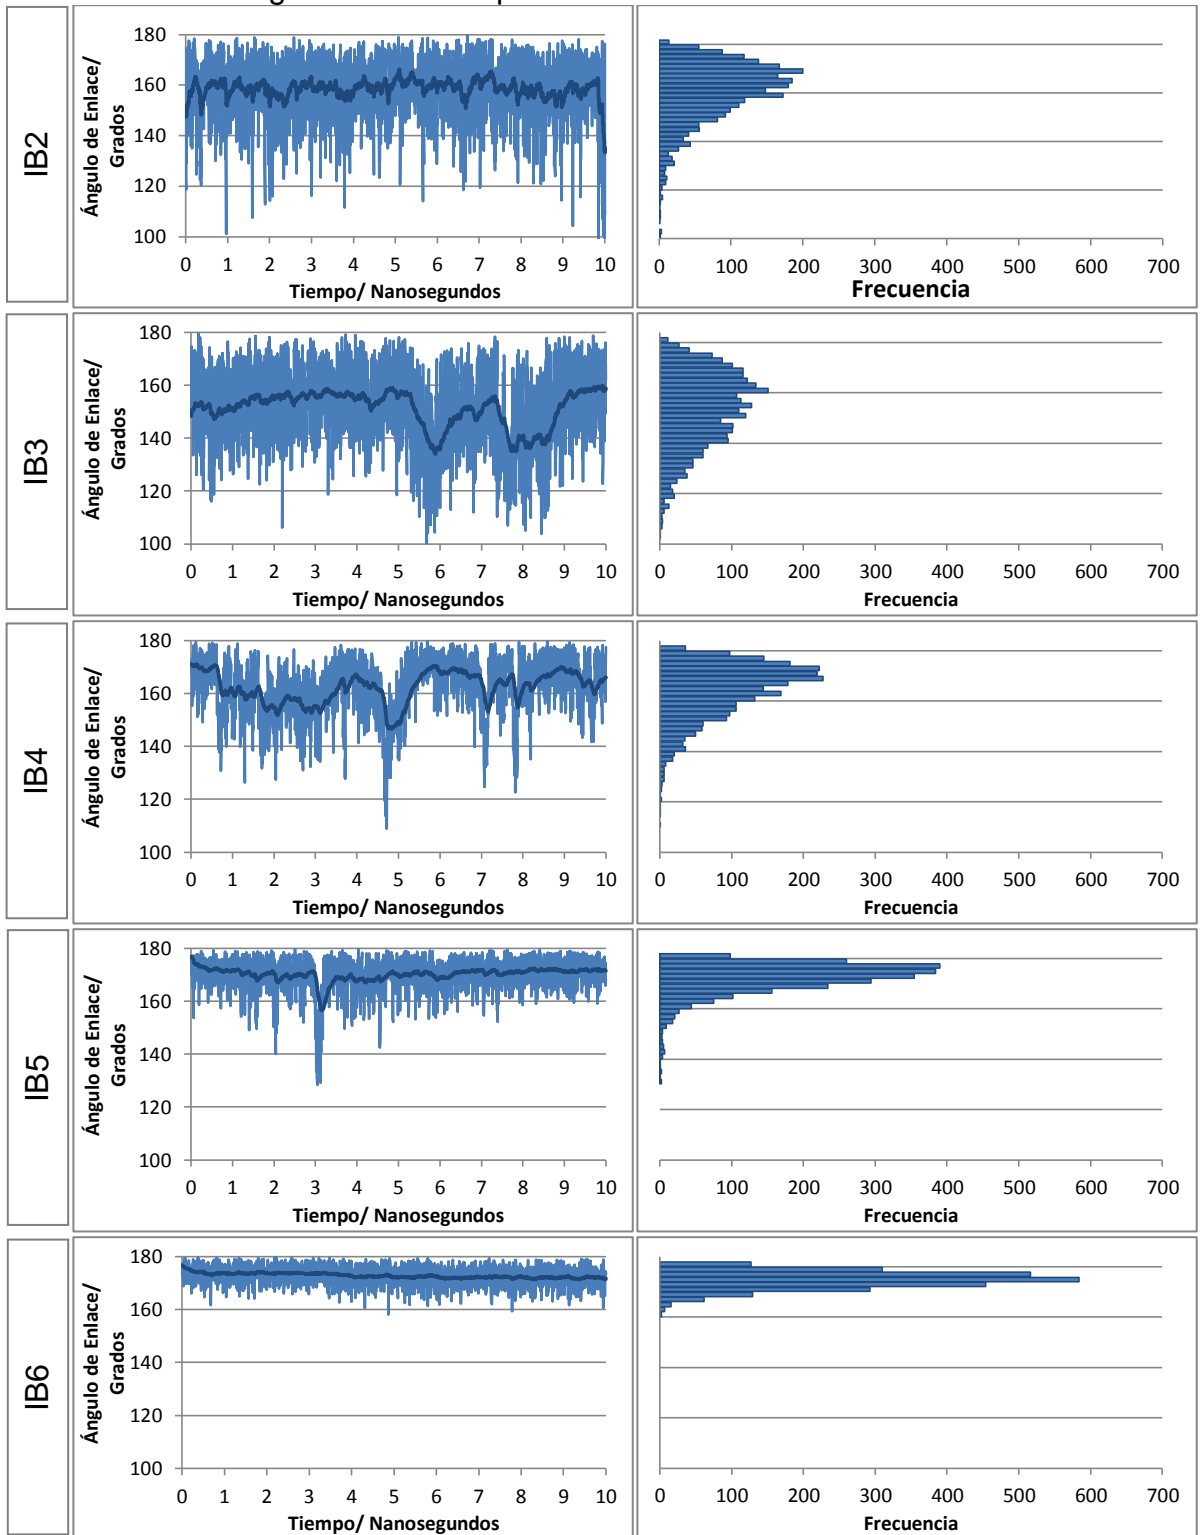 IB2
Ángulo de Enlace/
Grados
180
160
140
120
100
0 1 2 3 4 5 6 7 8 9 10
Tiempo/ Nanosegundos
0 100 200 300 400 500 600 700
Frecuencia
IB3
Ángulo de Enlace/
Grados
180
160
140
120
100
0 1 2 3 4 5 6 7 8 9 10
Tiempo/ Nanosegundos
0 100 200 300 400 500 600 700
Frecuencia
IB4
Ángulo de Enlace/
Grados
180
160
140
120
100
0 1 2 3 4 5 6 7 8 9 10
Tiempo/ Nanosegundos
0 100 200 300 400 500 600 700
Frecuencia
IB5
Ángulo de Enlace/
Grados
180
160
140
120
100
0 1 2 3 4 5 6 7 8 9 10
Tiempo/ Nanosegundos
0 100 200 300 400 500 600 700
Frecuencia
IB6
Ángulo de Enlace/
Grados
180
160
140
120
100
0 1 2 3 4 5 6 7 8 9 10
Tiempo/ Nanosegundos
0 100 200 300 400 500 600 700
Frecuencia